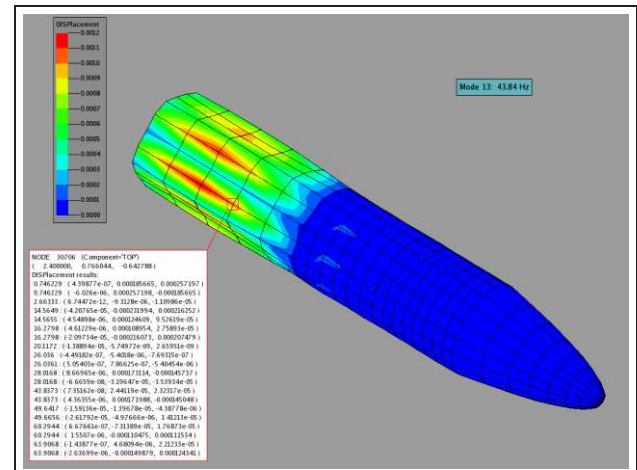 DISPlacement
0.0012
0.0011
0.0010
0.0009
0.0008
0.0007
0.0006
0.0005
0.0004
0.0003
0.0002
0.0001
0.0000
Mode 13: 43.84 Hz
NODE 30706 (Component='TOP')
( 2.400000, 0.766044, -0.642788 )
DISPlacement results:
0.746229 : ( 4.39877e-07, 0.000185665, 0.000257197 )
0.746229 : ( -6.026e-06, 0.000257198, -0.000185665 )
2.66333 : ( 6.74472e-12, -9.3128e-06, -1.10986e-05 )
14.5649 : ( -4.20765e-05, -0.000231994, 0.000216252 )
14.5655 : ( 4.54898e-06, 0.000124609, 9.52619e-05 )
16.2798 : ( 4.61229e-06, 0.000108954, 2.75893e-05 )
16.2798 : ( -2.09734e-05, -0.000216073, 0.000207479 )
20.1172 : ( -1.38894e-05, -5.74972e-09, 2.65951e-09 )
26.036 : ( -4.49182e-07, -5.4018e-06, -7.69315e-07 )
26.0361 : ( 5.05403e-07, 7.86625e-07, -5.40454e-06 )
28.0168 : ( 8.66965e-06, 0.000173114, -0.000145737 )
28.0168 : ( -6.6659e-08, -3.19647e-05, -3.53934e-05 )
43.8373 : ( 7.35162e-08, 2.44119e-05, 2.32317e-05 )
43.8373 : ( 4.36355e-06, 0.000171988, -0.000145048 )
49.6417 : ( -1.59136e-05, -1.39678e-05, -4.38778e-06 )
49.6656 : ( -2.61792e-05, -4.97666e-06, 1.41213e-05 )
60.2944 : ( 6.67661e-07, -7.31389e-05, 1.76873e-05 )
60.2944 : ( 1.5507e-06, -0.000110475, 0.000111534 )
63.9068 : ( -1.43877e-07, 4.68094e-06, 2.21233e-05 )
63.9068 : ( -2.63699e-06, -0.000149879, 0.000124341 )